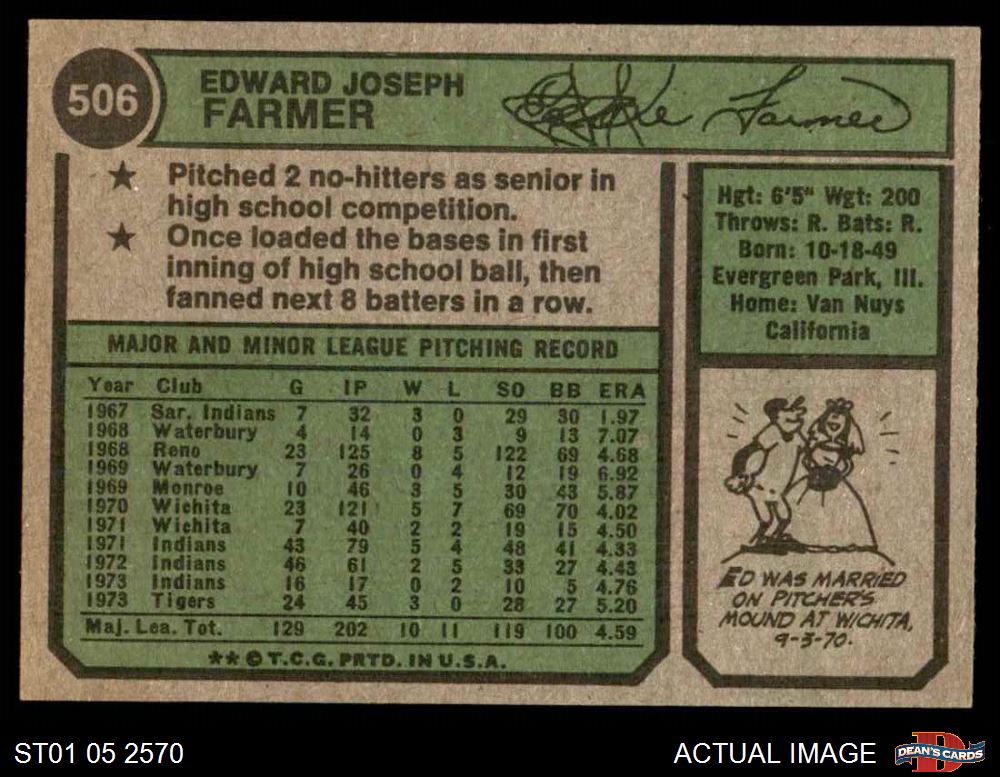 506
EDWARD JOSEPH
FARMER
Farmer
★ Pitched 2 no-hitters as senior in
high school competition.
★ Once loaded the bases in first
inning of high school ball, then
fanned next 8 batters in a row.
MAJOR AND MINOR LEAGUE PITCHING RECORD
Year Club G IP W L SO BB ERA
1967 Sar. Indians 7 32 3 0 29 30 1.97
1968 Waterbury 4 14 0 3 9 13 7.07
1968 Reno 23 125 8 5 122 69 4.68
1969 Waterbury 7 26 0 4 12 19 6.92
1969 Monroe 10 46 3 5 30 43 5.87
1970 Wichita 23 121 5 7 69 70 4.02
1971 Wichita 7 40 2 2 19 15 4.50
1971 Indians 43 79 5 4 48 41 4.33
1972 Indians 46 61 2 5 33 27 4.43
1973 Indians 16 17 0 2 10 5 4.76
1973 Tigers 24 45 3 0 28 27 5.20
Maj. Lea. Tot. 129 202 10 11 119 100 4.59
** © T.C.G. PRTD. IN U.S.A.
Hgt: 6'5" Wgt: 200
Throws: R. Bats: R.
Born: 10-18-49
Evergreen Park, Ill.
Home: Van Nuys
California
ED WAS MARRIED
ON PITCHER'S
MOUND AT WICHITA,
9-3-70.
ST01 05 2570
ACTUAL IMAGE
D
DEAN'S CARDS